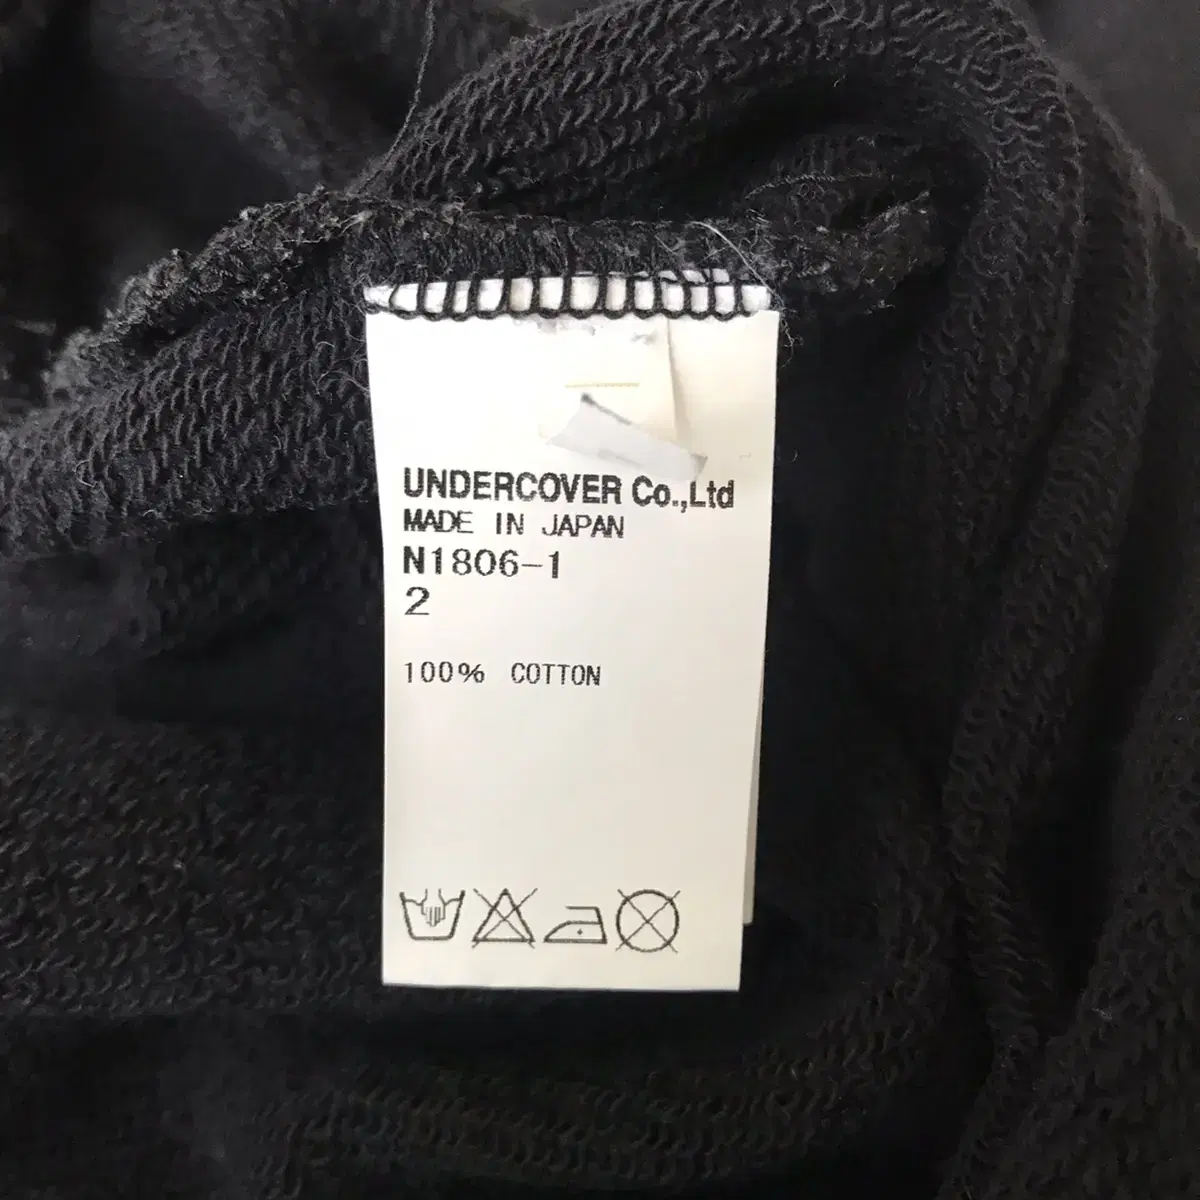 UNDERCOVER Co.,Ltd
MADE IN JAPAN
N1806-1
2
100% COTTON